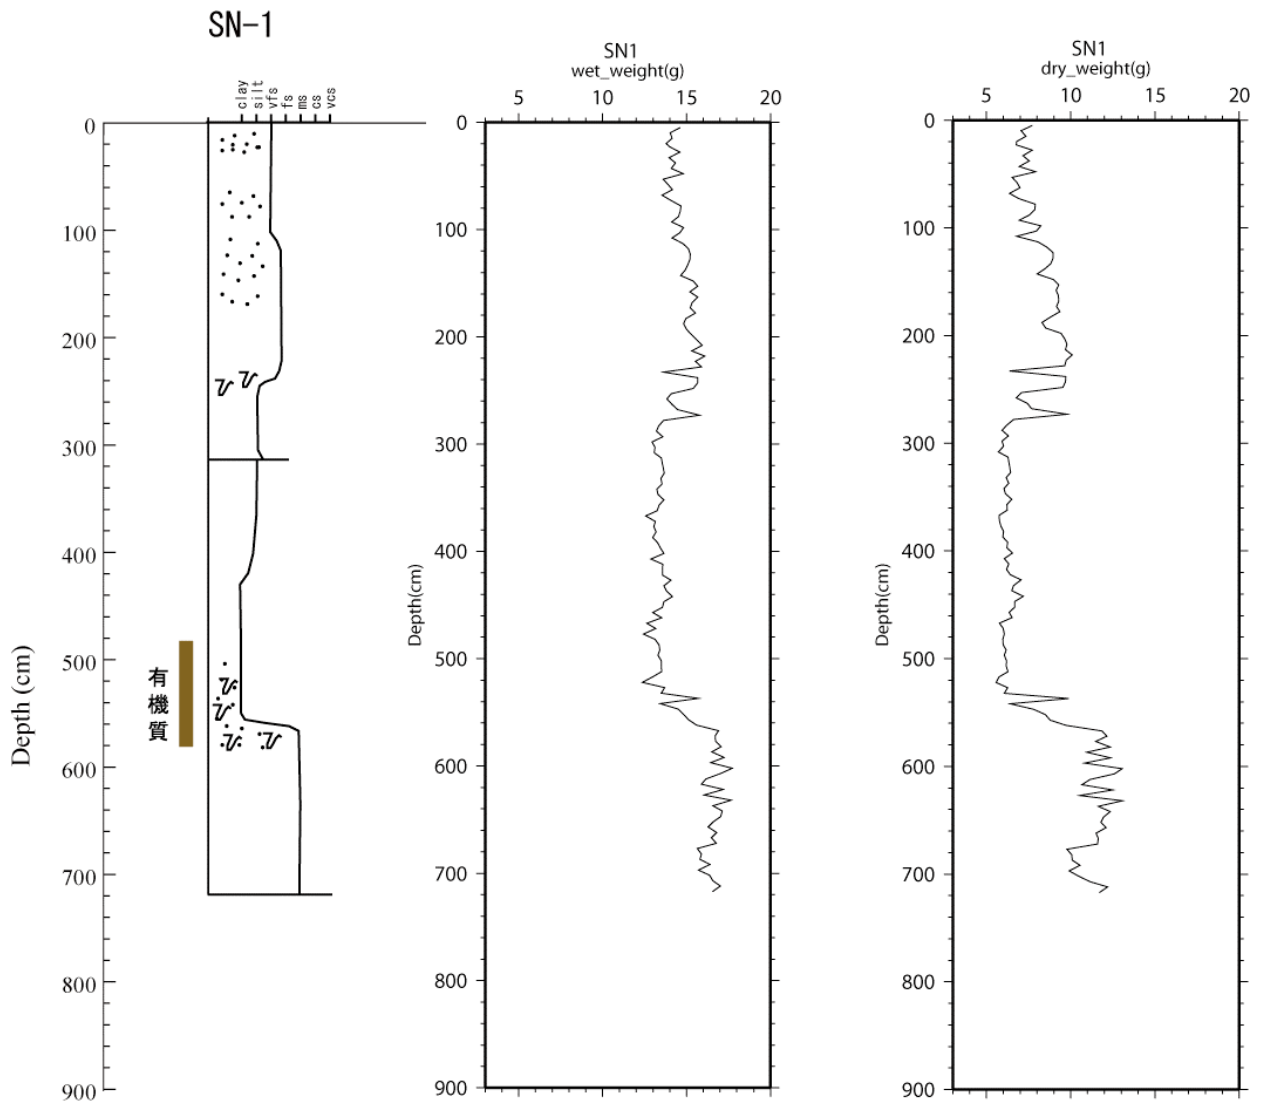 SN-1
clay
silt
vfs
fs
ms
cs
vcs
0
100
200
300
400
500
600
700
800
900
Depth (cm)
有
機
質
SN1
wet_weight(g)
5 10 15 20
0
100
200
300
400
500
600
700
800
900
Depth(cm)
SN1
dry_weight(g)
5 10 15 20
0
100
200
300
400
500
600
700
800
900
Depth(cm)